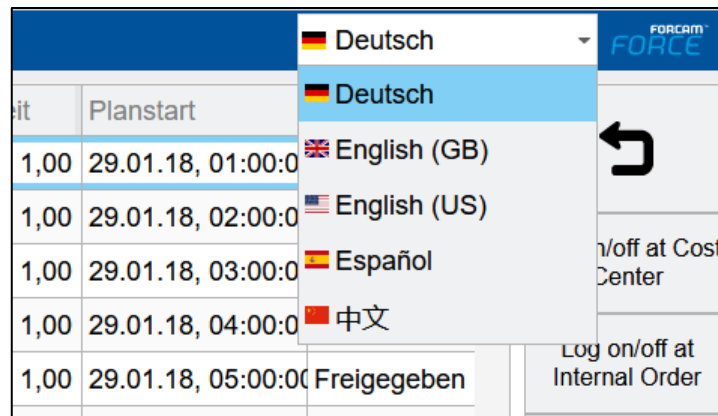 Deutsch
FORCAM
FORCE
eit Planstart
Deutsch
1,00 29.01.18, 01:00:0
English (GB)
1,00 29.01.18, 02:00:0
English (US)
1,00 29.01.18, 03:00:0
Español
n/off at Cost
Center
1,00 29.01.18, 04:00:0
中文
Log on/off at
Internal Order
1,00 29.01.18, 05:00:00 Freigegeben